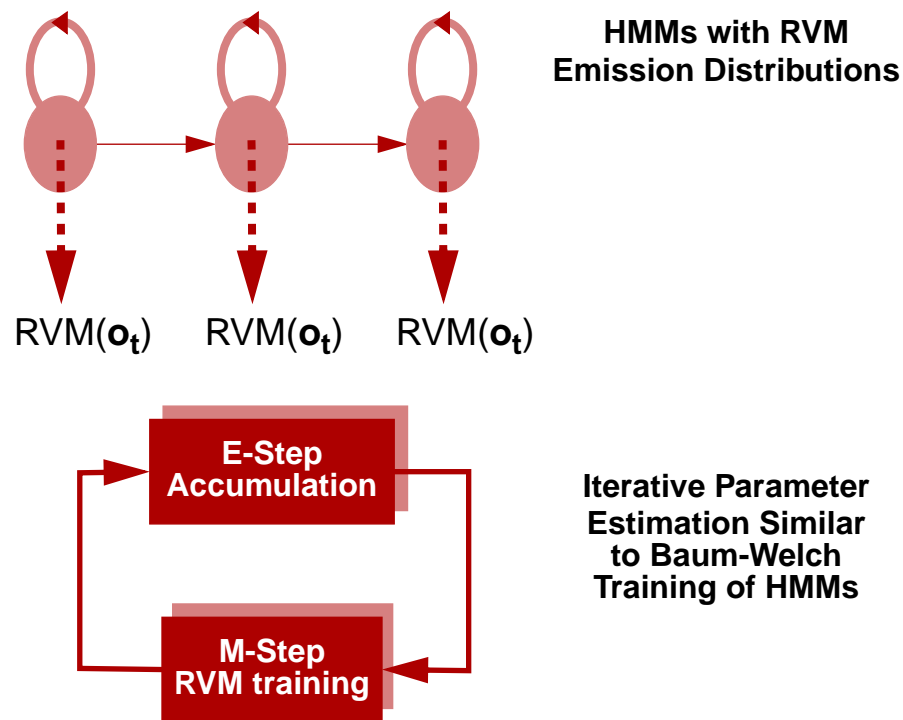 HMMs with RVM
Emission Distributions
RVM(oₜ) RVM(oₜ) RVM(oₜ)
E-Step
Accumulation
Iterative Parameter
Estimation Similar
to Baum-Welch
Training of HMMs
M-Step
RVM training